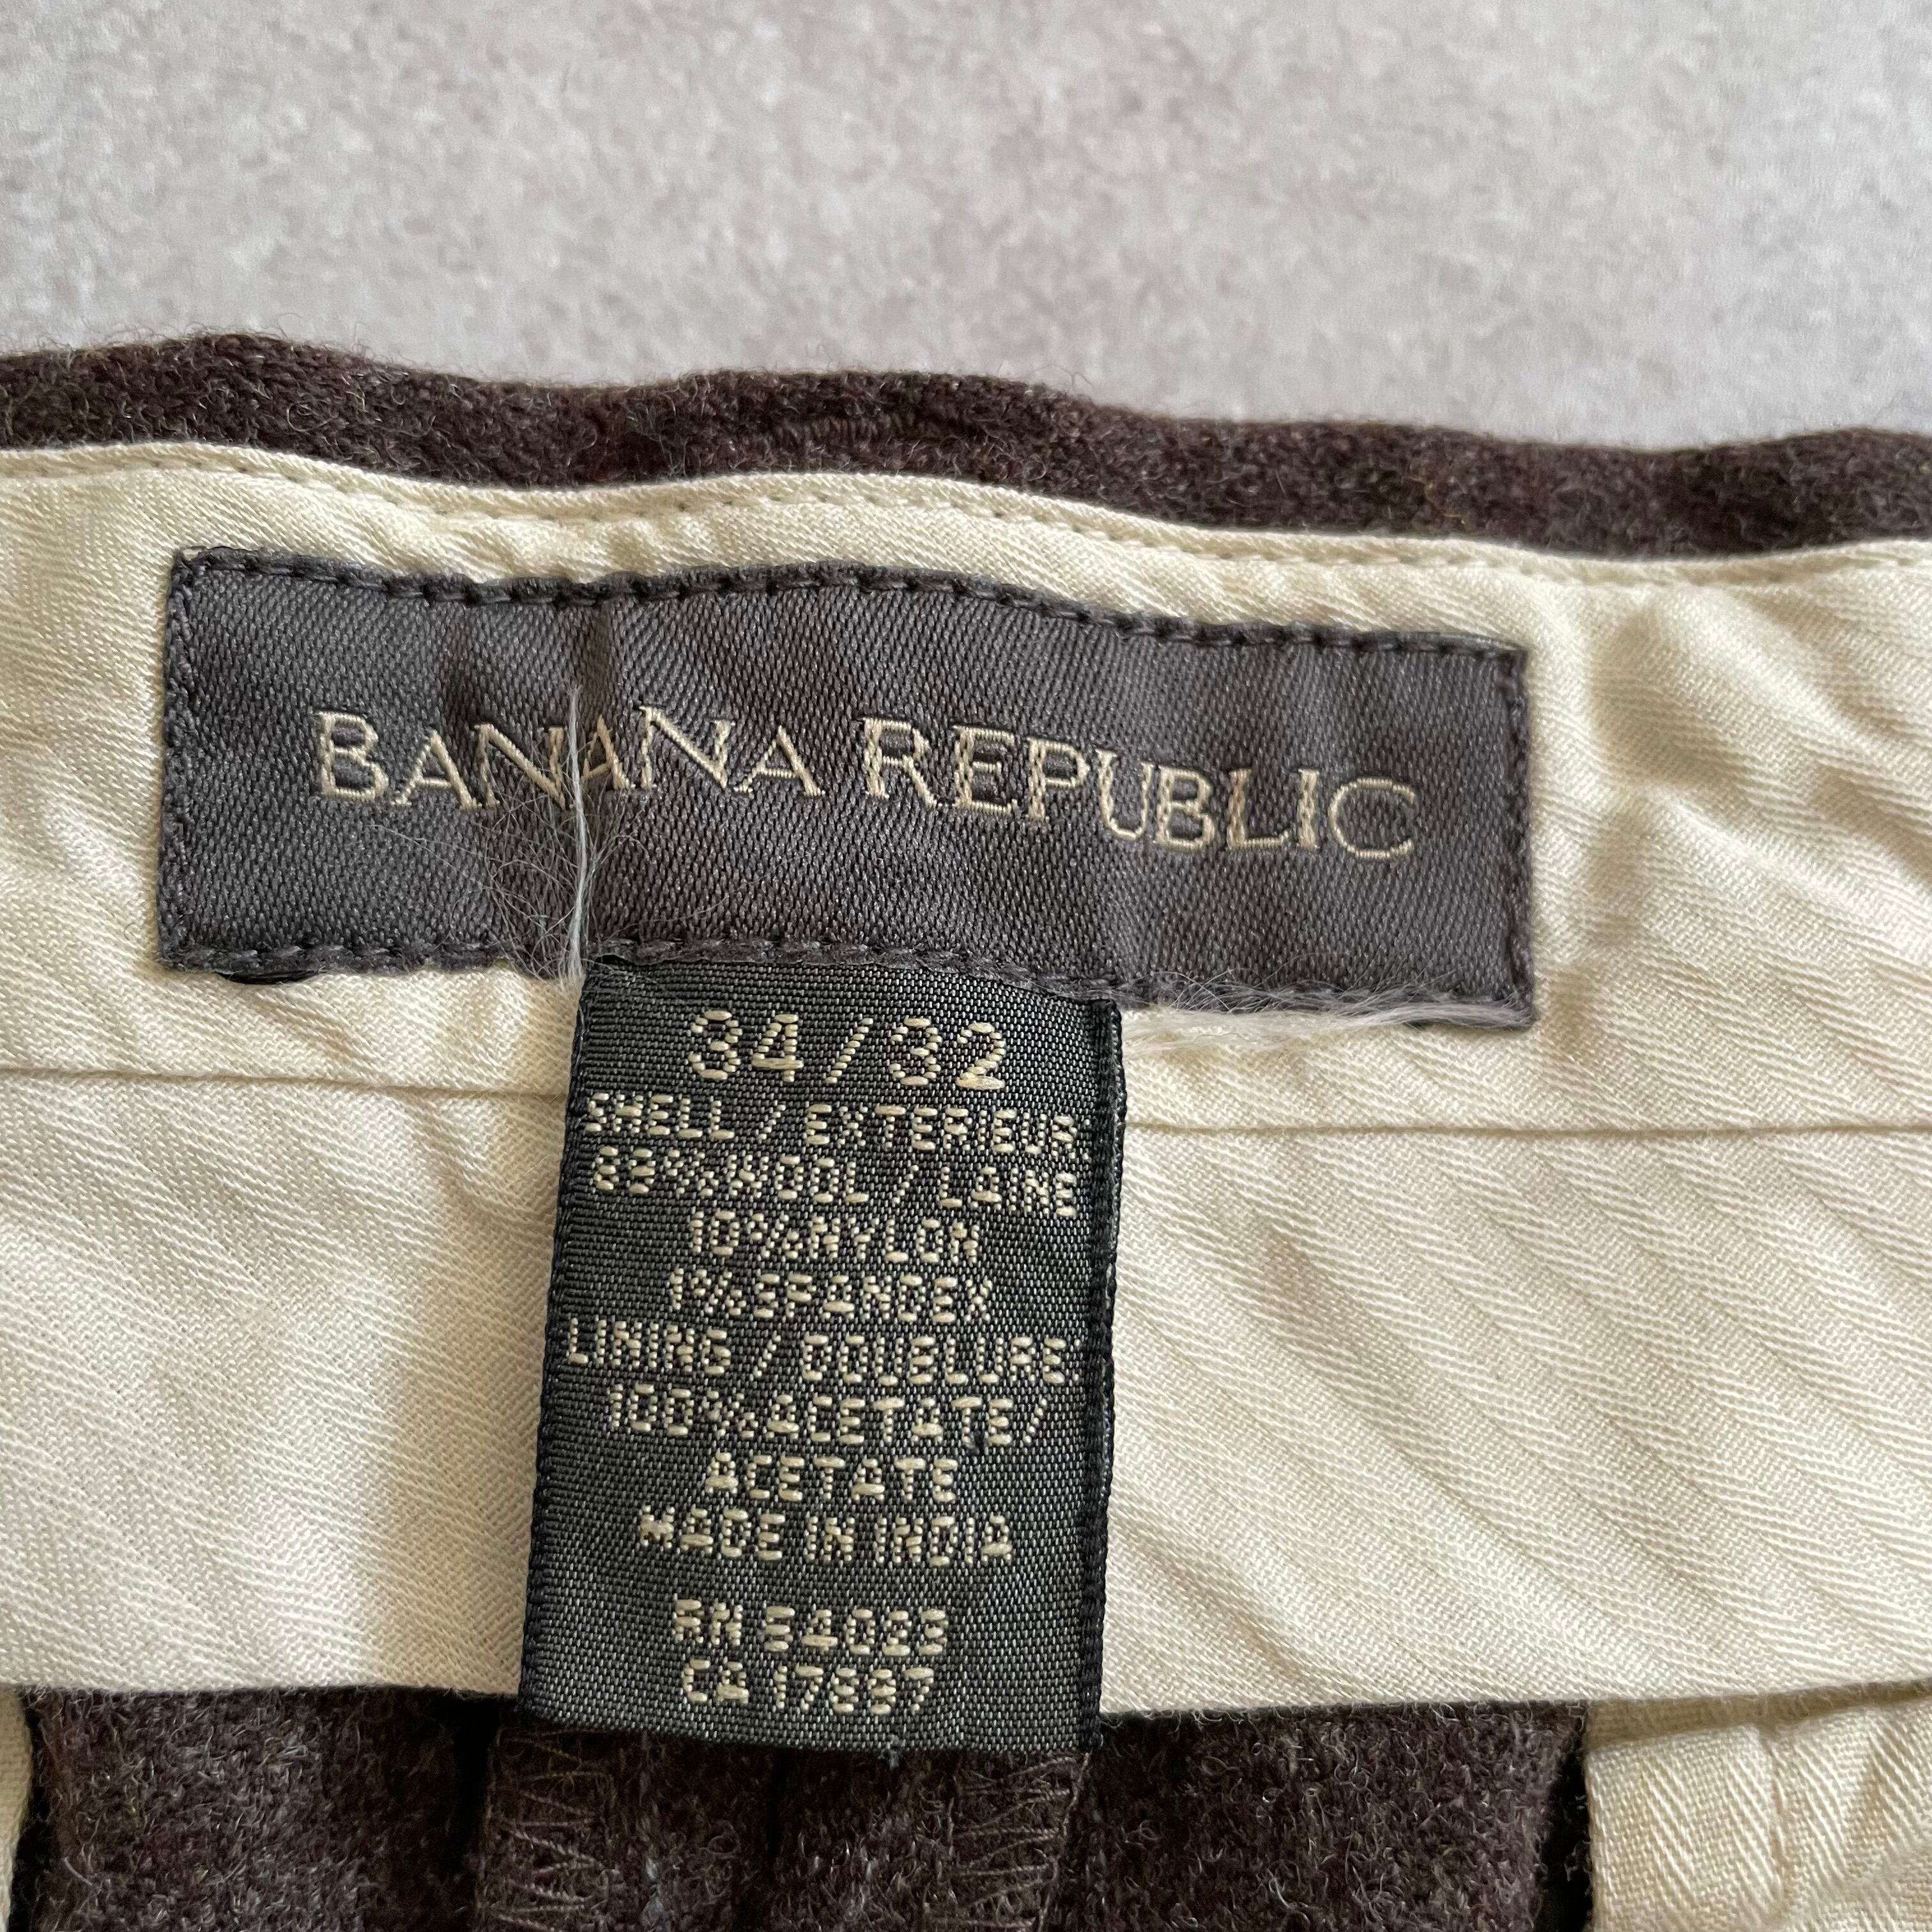 BANANA REPUBLIC
34/32
SHELL / EXTERIEUR:
89% WOOL / LAINE
10% NYLON
1% SPANDEX
LINING / DOUBLURE:
100% ACETATE/
ACETATE
MADE IN INDIA
RN 54023
CA 17897